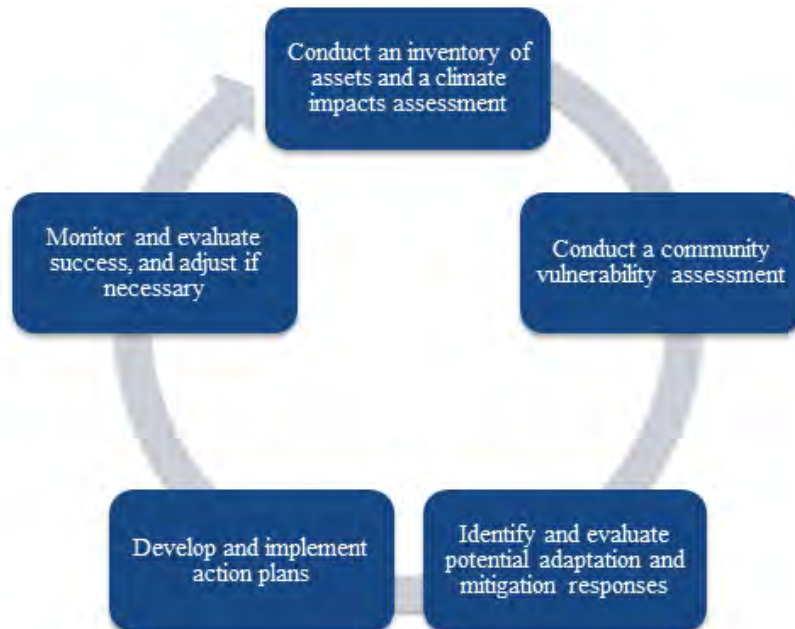 Conduct an inventory of
assets and a climate
impacts assessment
Conduct a community
vulnerability assessment
Identify and evaluate
potential adaptation and
mitigation responses
Develop and implement
action plans
Monitor and evaluate
success, and adjust if
necessary